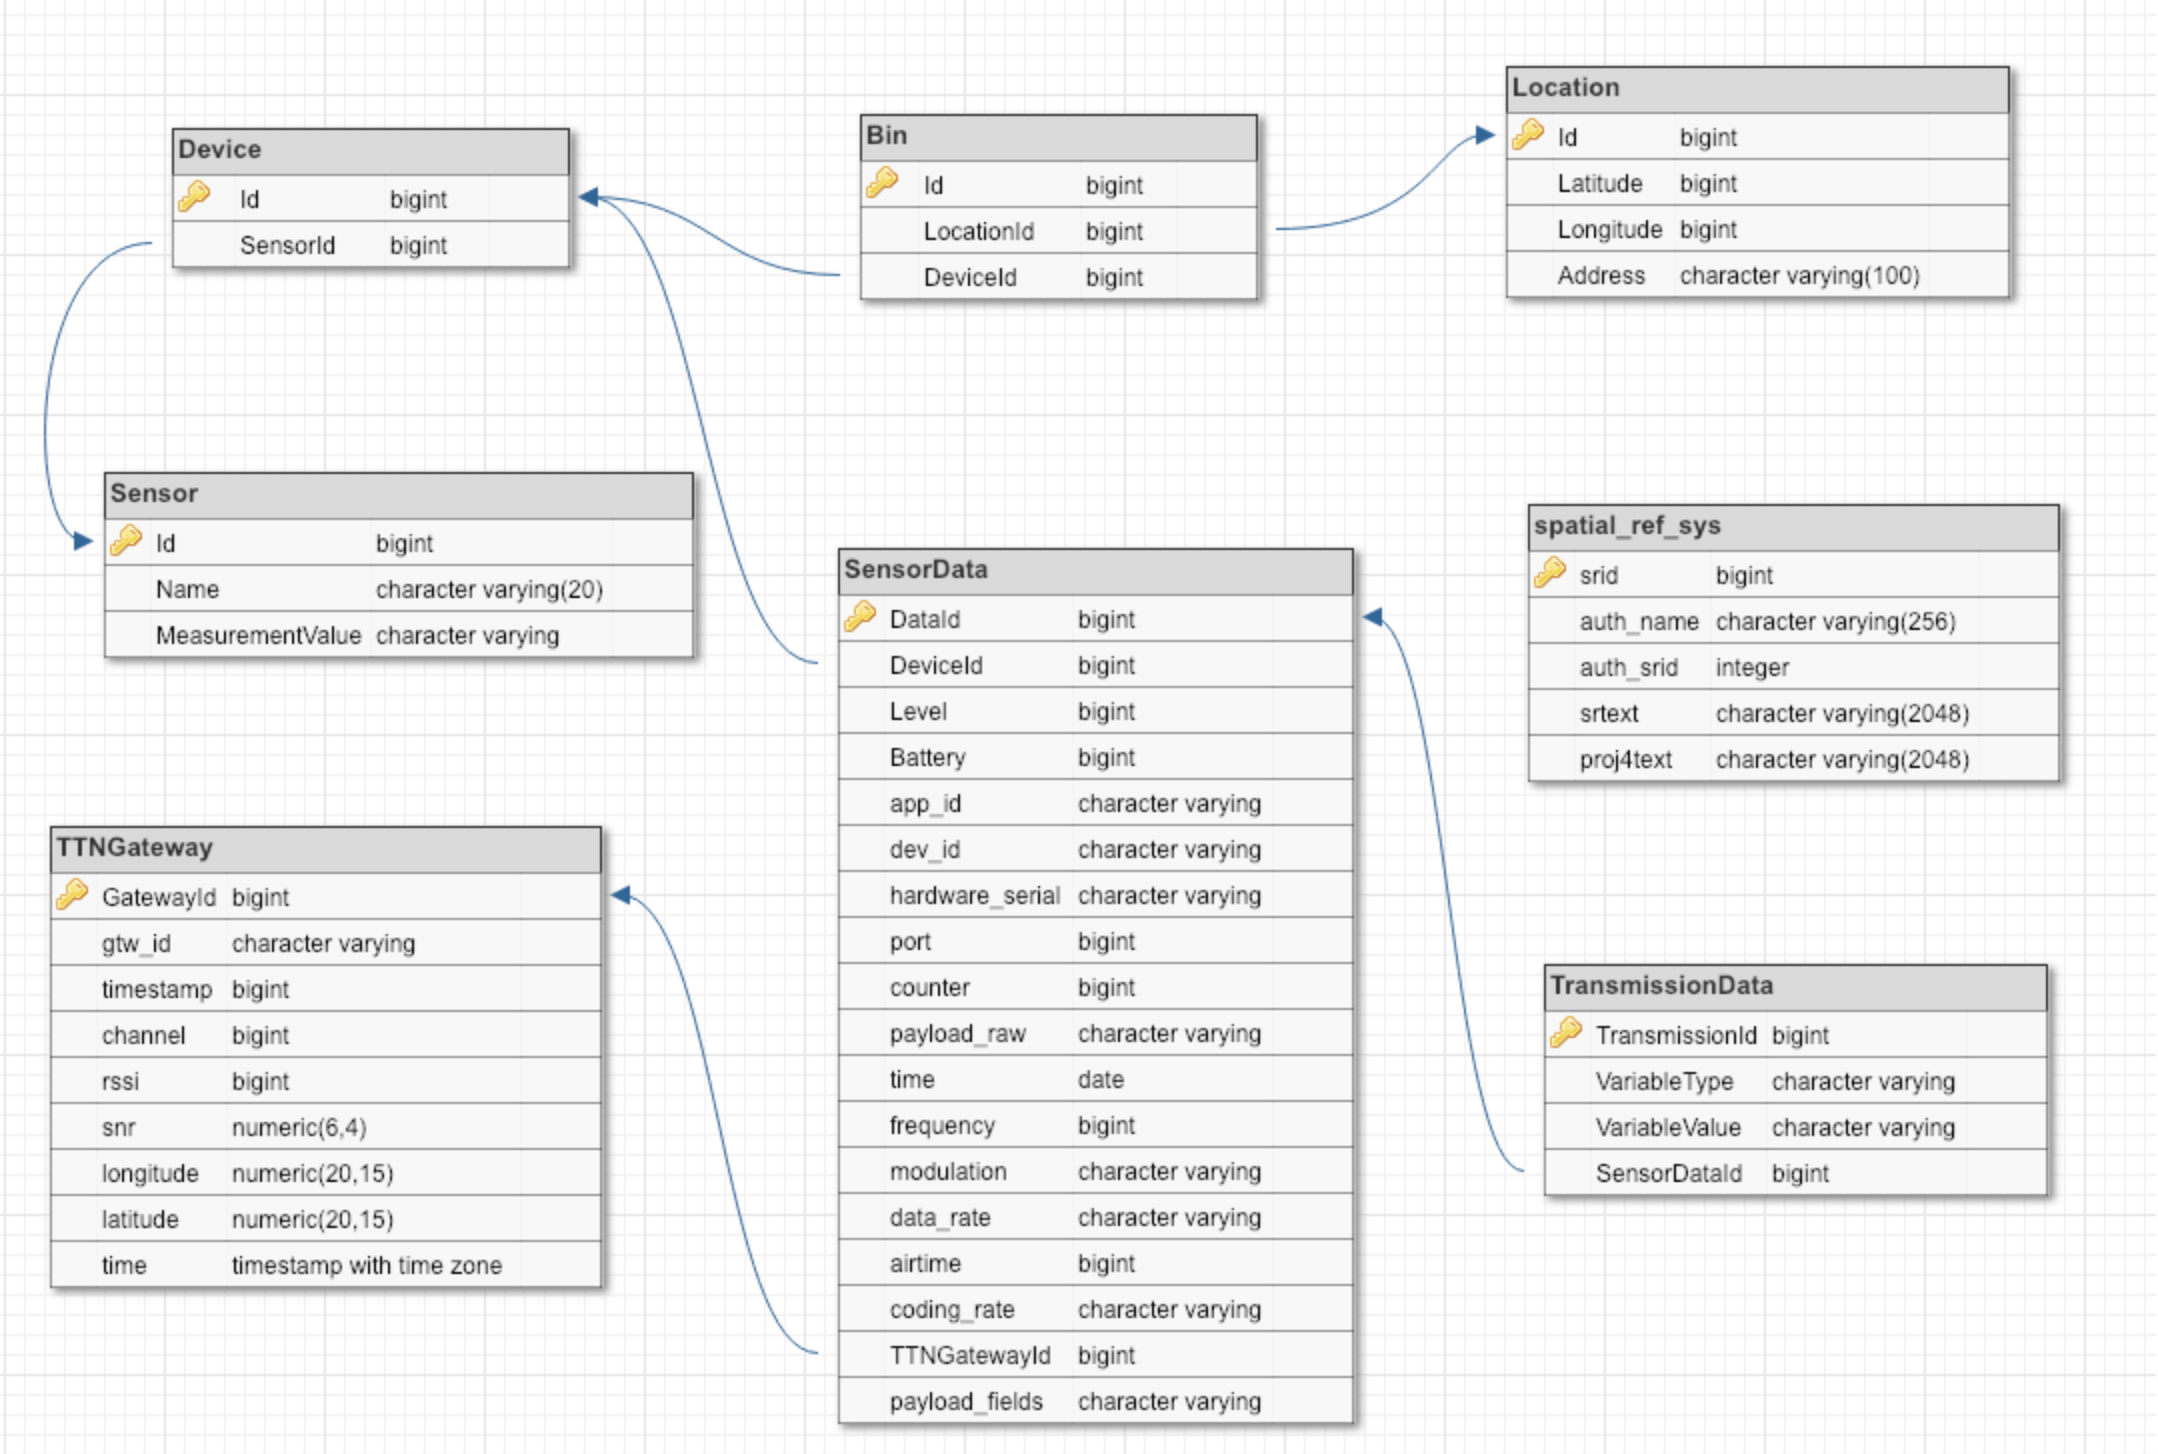 Device
Id bigint
SensorId bigint
Bin
Id bigint
LocationId bigint
DeviceId bigint
Location
Id bigint
Latitude bigint
Longitude bigint
Address character varying(100)
Sensor
Id bigint
Name character varying(20)
MeasurementValue character varying
SensorData
DataId bigint
DeviceId bigint
Level bigint
Battery bigint
app_id character varying
dev_id character varying
hardware_serial character varying
port bigint
counter bigint
payload_raw character varying
time date
frequency bigint
modulation character varying
data_rate character varying
airtime bigint
coding_rate character varying
TTNGatewayId bigint
payload_fields character varying
spatial_ref_sys
srid bigint
auth_name character varying(256)
auth_srid integer
srtext character varying(2048)
proj4text character varying(2048)
TTNGateway
GatewayId bigint
gtw_id character varying
timestamp bigint
channel bigint
rssi bigint
snr numeric(6,4)
longitude numeric(20,15)
latitude numeric(20,15)
time timestamp with time zone
TransmissionData
TransmissionId bigint
VariableType character varying
VariableValue character varying
SensorDataId bigint